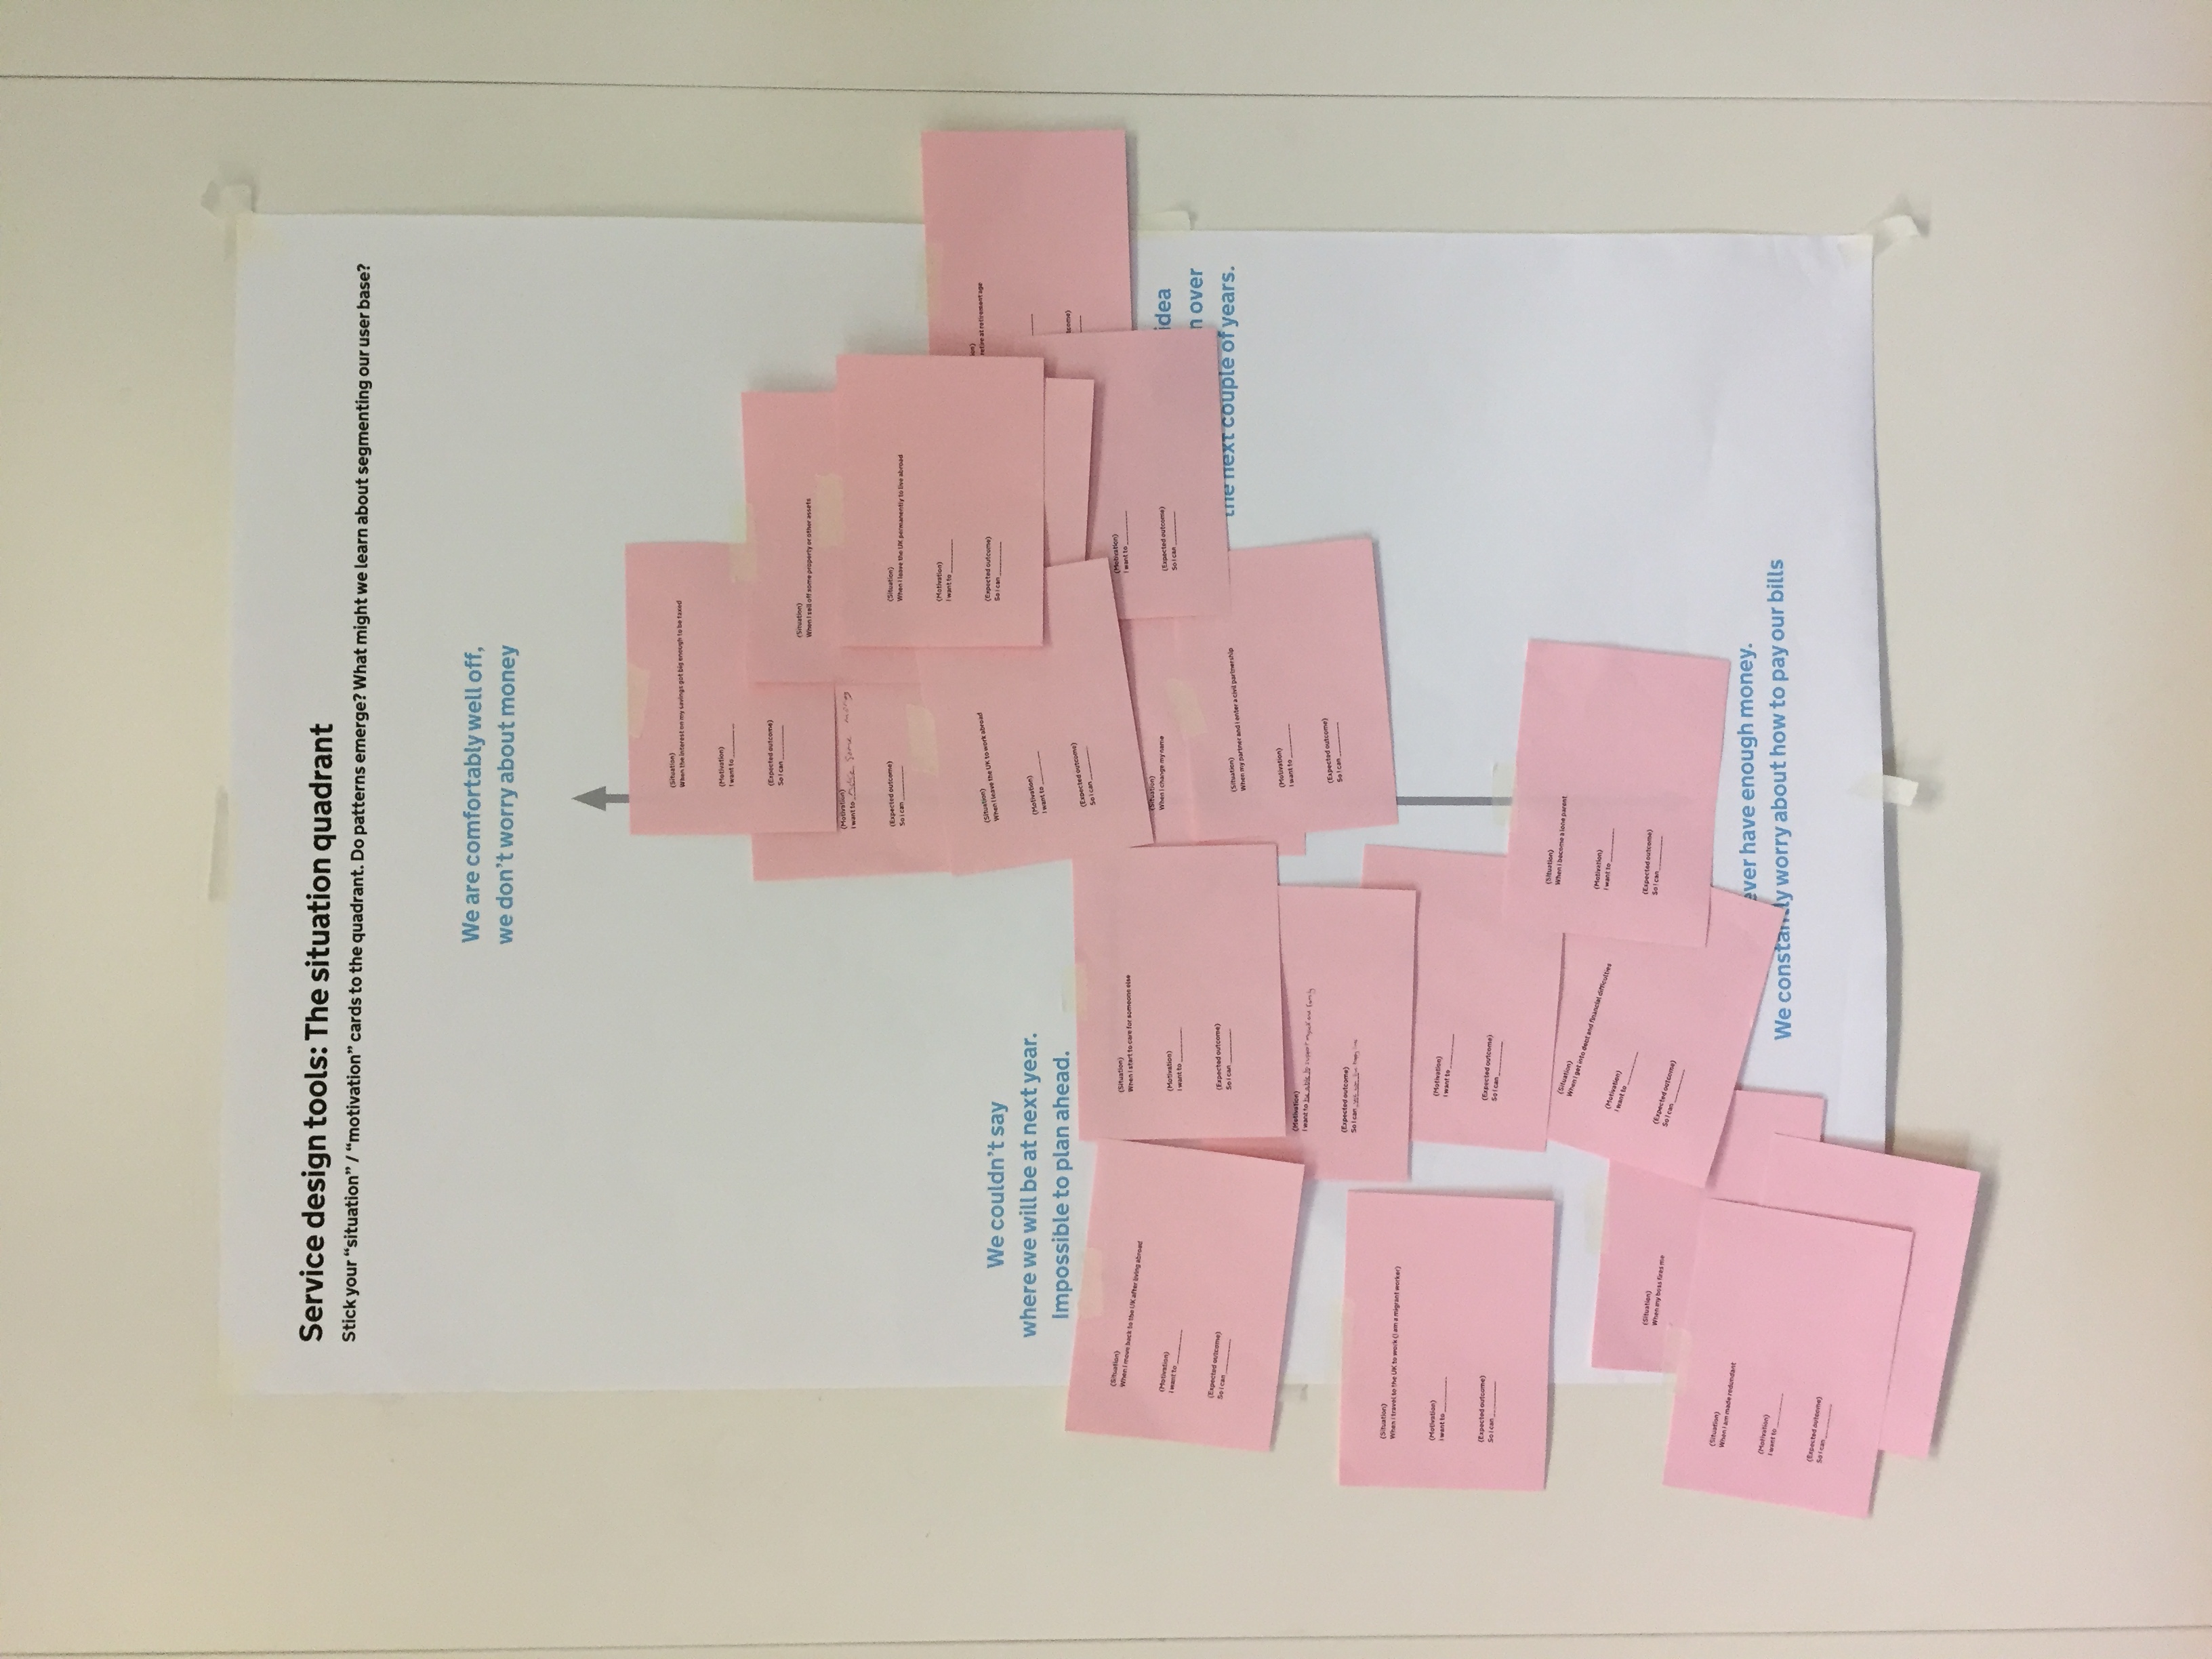 Service design tools: The situation quadrant
Stick your “situation” / “motivation” cards to the quadrant. Do patterns emerge? What might we learn about segmenting our user base?
We are comfortably well off,
we don’t worry about money
(Situation)
When the interest on my savings got big enough to be taxed
(Motivation)
I want to ________
(Expected outcome)
So I can ________
(Situation)
When I sell off some property or other assets
(Motivation)
I want to make some money
(Expected outcome)
So I can ________
(Situation)
When I leave the UK permanently to live abroad
(Motivation)
I want to ________
(Expected outcome)
So I can ________
retire at retirement age
(Situation)
When I leave the UK to work abroad
(Motivation)
I want to ________
(Expected outcome)
So I can ________
We couldn’t say
where we will be at next year.
Impossible to plan ahead.
(Situation)
When I move back to the UK after living abroad
(Motivation)
I want to ________
(Expected outcome)
So I can ________
(Situation)
When I start to care for someone else
(Motivation)
I want to ________
(Expected outcome)
So I can ________
(Motivation)
I want to ________
(Expected outcome)
So I can ________
(Situation)
When I change my name
idea
over
the next couple of years.
(Situation)
When my partner and I enter a civil partnership
(Motivation)
I want to ________
(Expected outcome)
So I can ________
(Motivation)
I want to be able to support myself and family
(Expected outcome)
So I can
(Situation)
When I travel to the UK to work (I am a migrant worker)
(Motivation)
I want to ________
(Expected outcome)
So I can ________
(Motivation)
I want to ________
(Expected outcome)
So I can ________
(Situation)
When I get into debt and financial difficulties
(Motivation)
I want to ________
(Expected outcome)
So I can ________
(Situation)
When I become a lone parent
(Motivation)
I want to ________
(Expected outcome)
So I can ________
(Situation)
When my boss fires me
(Situation)
When I am made redundant
(Motivation)
I want to ________
(Expected outcome)
So I can ________
ever have enough money.
We constantly worry about how to pay our bills